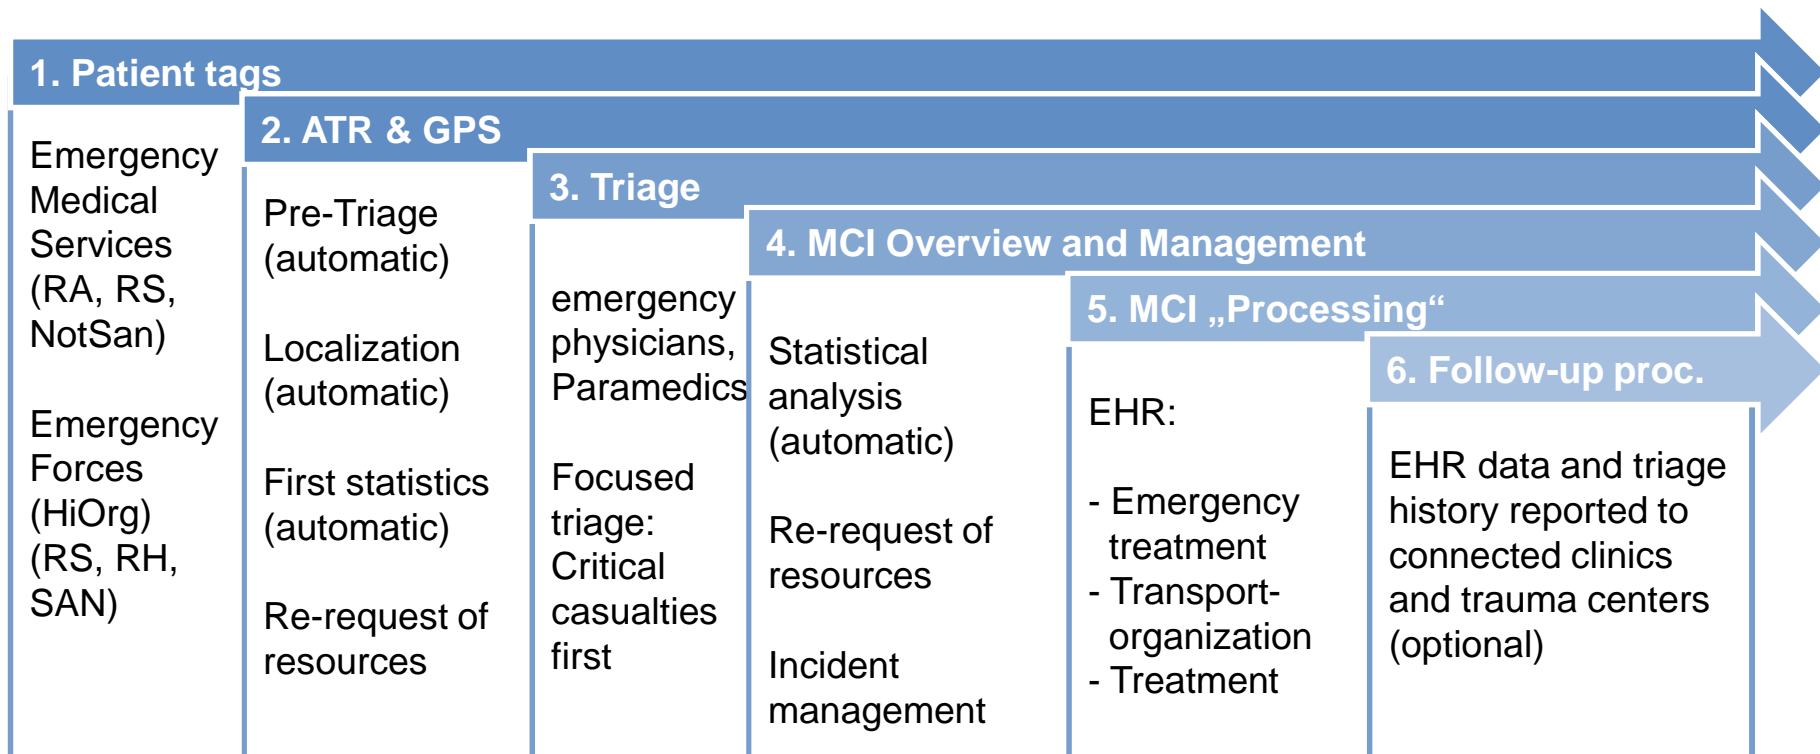 1. Patient tags
Emergency
Medical
Services
(RA, RS,
NotSan)
Emergency
Forces
(HiOrg)
(RS, RH,
SAN)
2. ATR & GPS
Pre-Triage
(automatic)
Localization
(automatic)
First statistics
(automatic)
Re-request of
resources
3. Triage
emergency
physicians,
Paramedics
Focused
triage:
Critical
casualties
first
4. MCI Overview and Management
Statistical
analysis
(automatic)
Re-request of
resources
Incident
management
5. MCI „Processing“
EHR:
- Emergency
treatment
- Transport-
organization
- Treatment
6. Follow-up proc.
EHR data and triage
history reported to
connected clinics
and trauma centers
(optional)